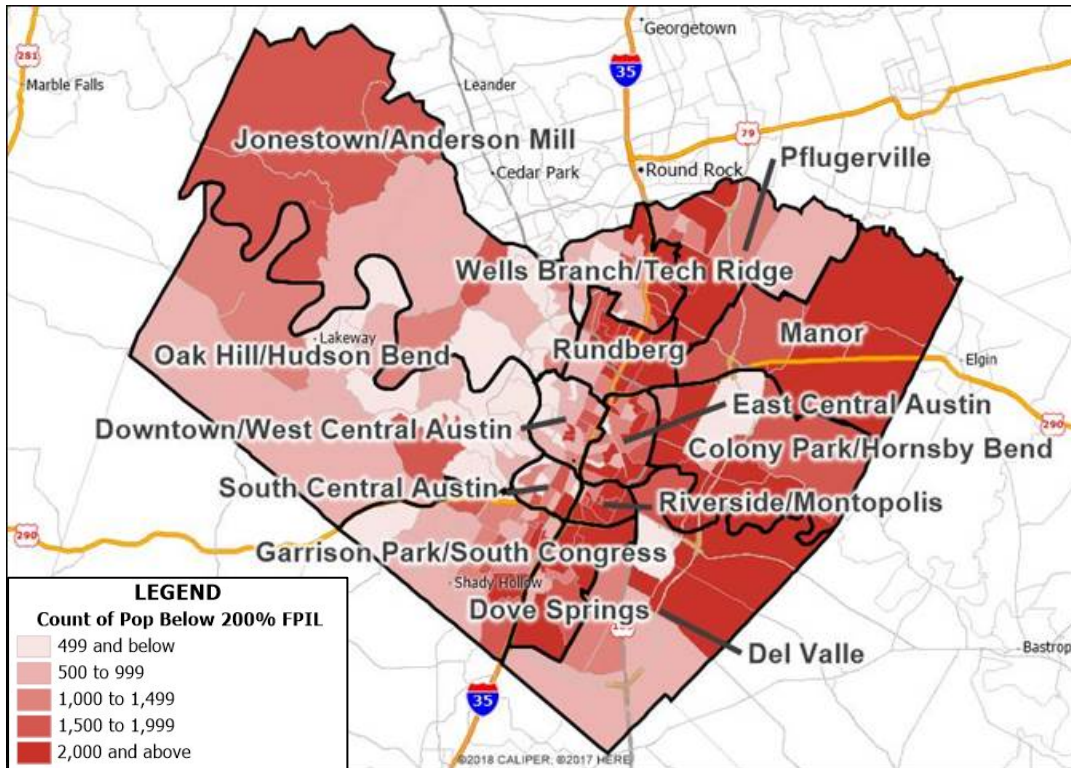 Georgetown
281
35
Marble Falls
Leander
79
Jonestown/Anderson Mill
Pflugerville
Cedar Park
Round Rock
Wells Branch/Tech Ridge
Manor
Lakeway
Rundberg
Oak Hill/Hudson Bend
Elgin
East Central Austin
290
Downtown/West Central Austin
Colony Park/Hornsby Bend
South Central Austin
Riverside/Montopolis
290
Garrison Park/South Congress
Shady Hollow
Dove Springs
Del Valle
Bastrop
35
LEGEND
Count of Pop Below 200% FPIL
499 and below
500 to 999
1,000 to 1,499
1,500 to 1,999
2,000 and above
©2018 CALIPER; ©2017 HERE